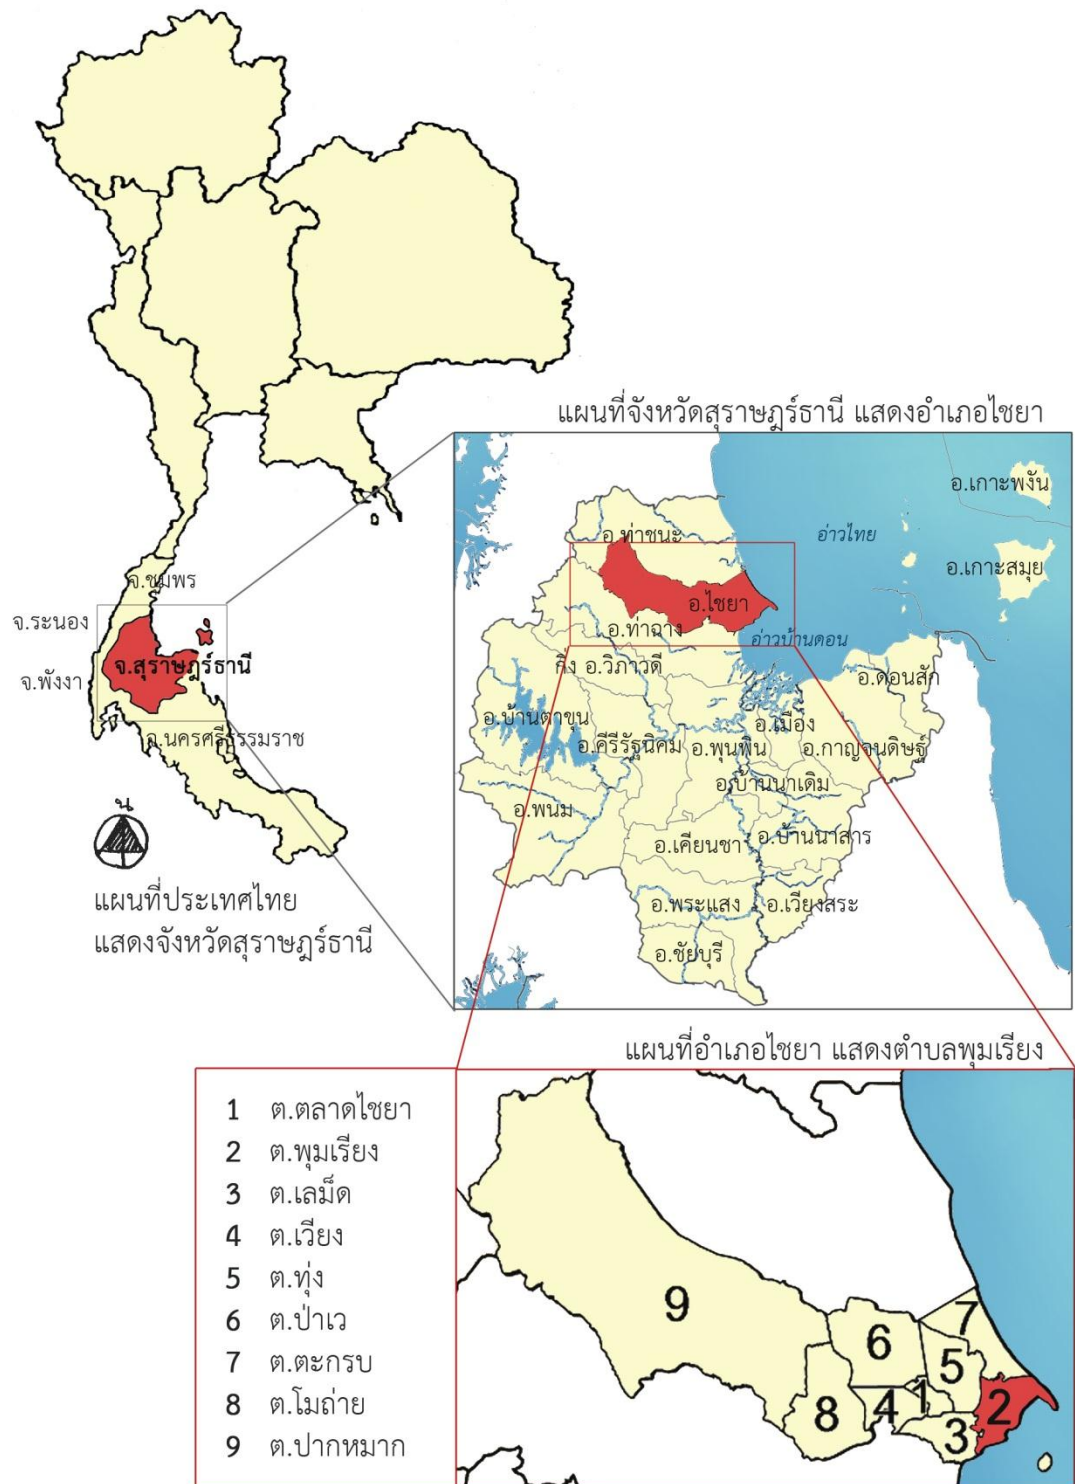 แผนที่จังหวัดสุราษฎร์ธานี แสดงอำเภอไชยา
อ.เกาะพงัน
อ.ท่าชนะ
อ่าวไทย
อ.เกาะสมุย
จ.ชุมพร
อ.ไชยา
จ.ระนอง
อ.ท่าฉาง
อ่าวบ้านดอน
จ.สุราษฎร์ธานี
กิ่ง อ.วิภาวดี
อ.ดอนสัก
จ.พังงา
อ.บ้านตาขุน
อ.เมือง
จ.นครศรีธรรมราช
อ.คีรีรัฐนิคม
อ.พุนพิน
อ.กาญจนดิษฐ์
อ.บ้านนาเดิม
น
อ.พนม
อ.เคียนซา
อ.บ้านนาสาร
แผนที่ประเทศไทย
แสดงจังหวัดสุราษฎร์ธานี
อ.พระแสง
อ.เวียงสระ
อ.ชัยบุรี
แผนที่อำเภอไชยา แสดงตำบลพุมเรียง
1 ต.ตลาดไชยา
2 ต.พุมเรียง
3 ต.เลม็ด
4 ต.เวียง
5 ต.ทุ่ง
6 ต.ป่าเว
7 ต.ตะกรบ
8 ต.โมถ่าย
9 ต.ปากหมาก
9
7
6
5
1
2
8
4
3